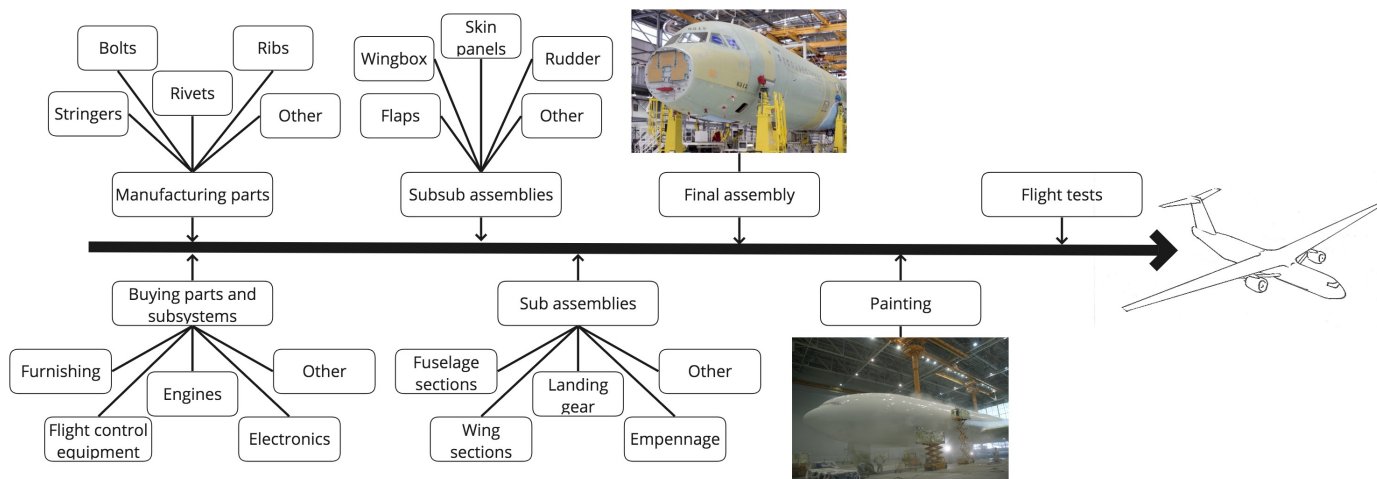 Bolts
Ribs
Rivets
Stringers
Other
Manufacturing parts
Skin
panels
Wingbox
Rudder
Flaps
Other
Subsub assemblies
Final assembly
Flight tests
Buying parts and
subsystems
Furnishing
Other
Engines
Flight control
equipment
Electronics
Sub assemblies
Fuselage
sections
Other
Landing
gear
Wing
sections
Empennage
Painting